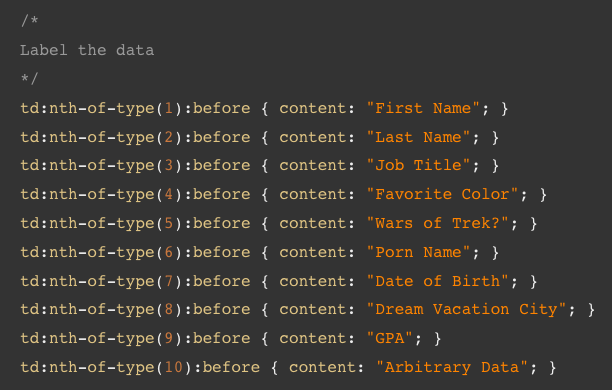 /*
Label the data
*/
td:nth-of-type(1):before { content: "First Name"; }
td:nth-of-type(2):before { content: "Last Name"; }
td:nth-of-type(3):before { content: "Job Title"; }
td:nth-of-type(4):before { content: "Favorite Color"; }
td:nth-of-type(5):before { content: "Wars of Trek?"; }
td:nth-of-type(6):before { content: "Porn Name"; }
td:nth-of-type(7):before { content: "Date of Birth"; }
td:nth-of-type(8):before { content: "Dream Vacation City"; }
td:nth-of-type(9):before { content: "GPA"; }
td:nth-of-type(10):before { content: "Arbitrary Data"; }